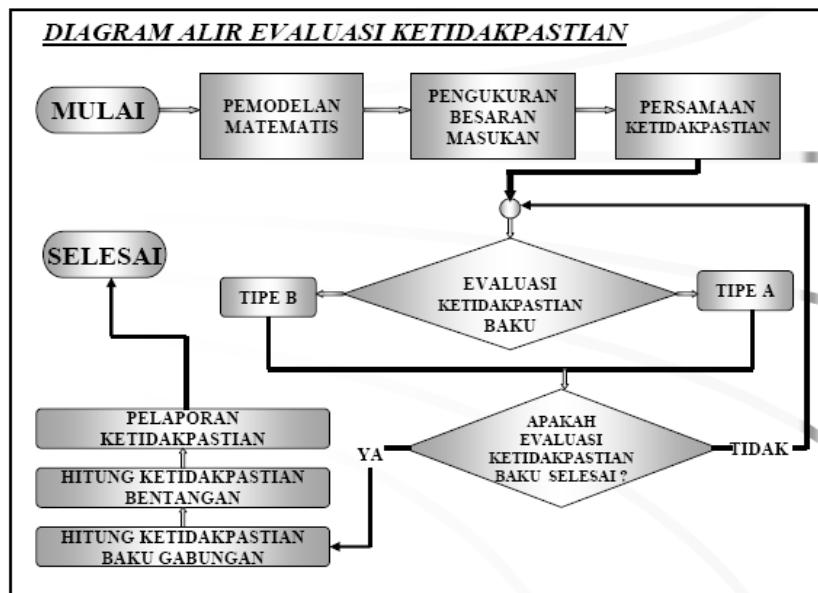 DIAGRAM ALIR EVALUASI KETIDAKPASTIAN
MULAI
PEMODELAN
MATEMATIS
PENGUKURAN
BESARAN
MASUKAN
PERSAMAAN
KETIDAKPASTIAN
SELESAI
TIPE B
EVALUASI
KETIDAKPASTIAN
BAKU
TIPE A
APAKAH
EVALUASI
KETIDAKPASTIAN
BAKU SELESAI ?
YA
TIDAK
PELAPORAN
KETIDAKPASTIAN
HITUNG KETIDAKPASTIAN
BENTANGAN
HITUNG KETIDAKPASTIAN
BAKU GABUNGAN